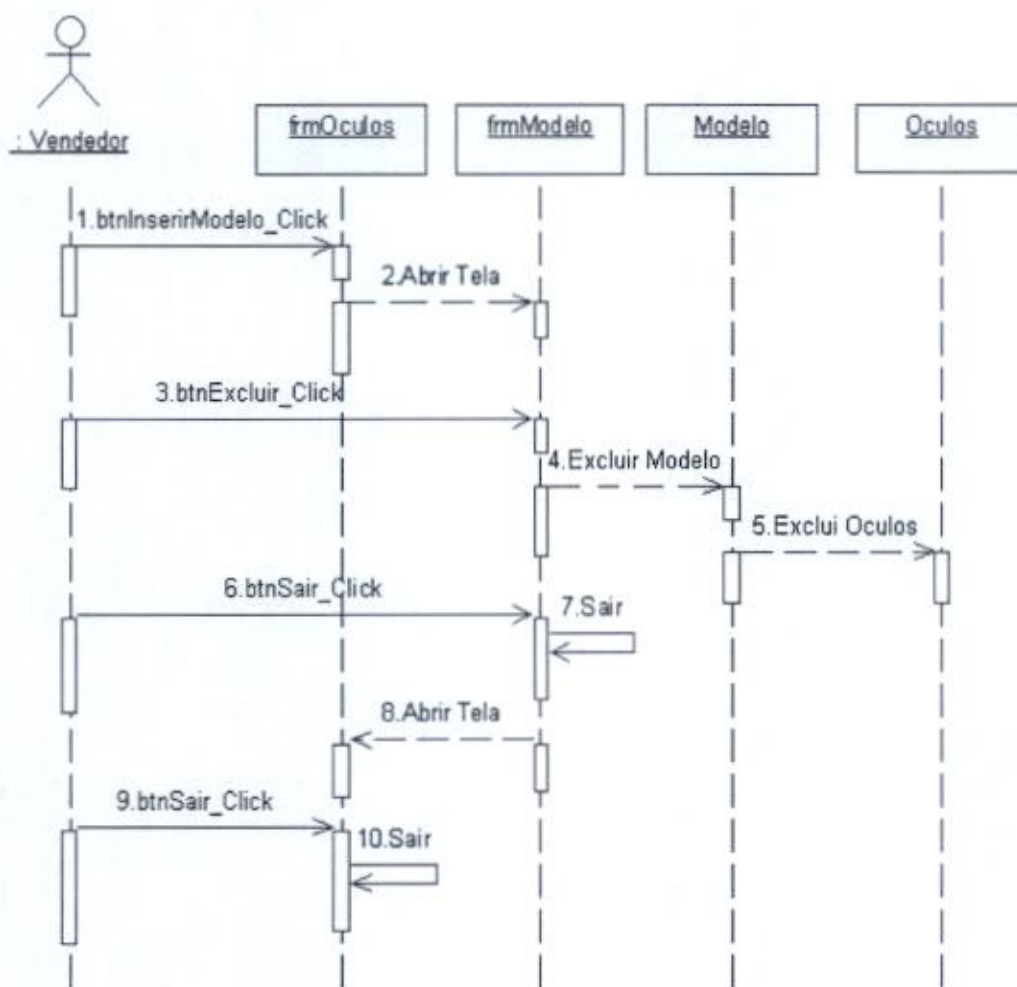 : Vendedor
frmOculos
frmModelo
Modelo
Oculos
1.btnInserirModelo_Click
2.Abrir Tela
3.btnExcluir_Click
4.Excluir Modelo
5.Exclui Oculos
6.btnSair_Click
7.Sair
8.Abrir Tela
9.btnSair_Click
10.Sair